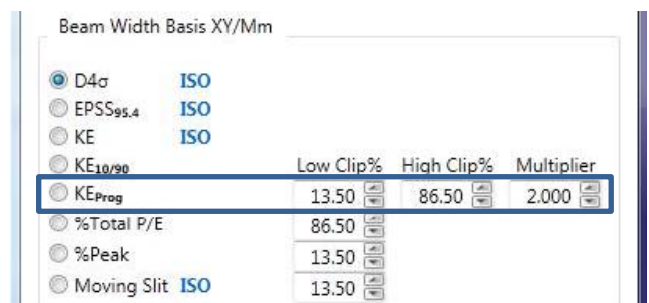 Beam Width Basis XY/Mm
D4σ ISO
EPSS95.4 ISO
KE ISO
KE10/90 Low Clip% High Clip% Multiplier
KEProg 13.50 86.50 2.000
%Total P/E 86.50
%Peak 13.50
Moving Slit ISO 13.50